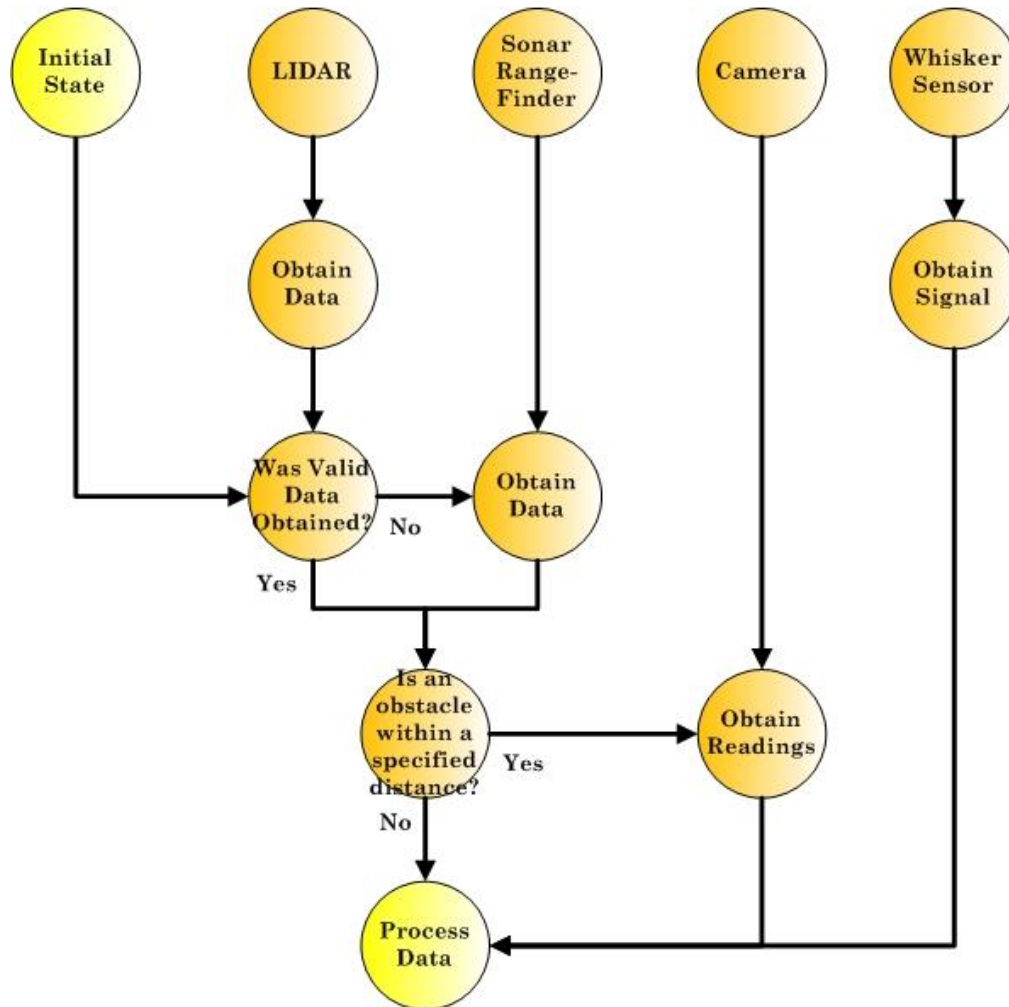 Initial
State
LIDAR
Sonar
Range-
Finder
Camera
Whisker
Sensor
Obtain
Data
Obtain
Signal
Was Valid
Data
Obtained?
No
Obtain
Data
Yes
Is an
obstacle
within a
specified
distance?
Yes
Obtain
Readings
No
Process
Data